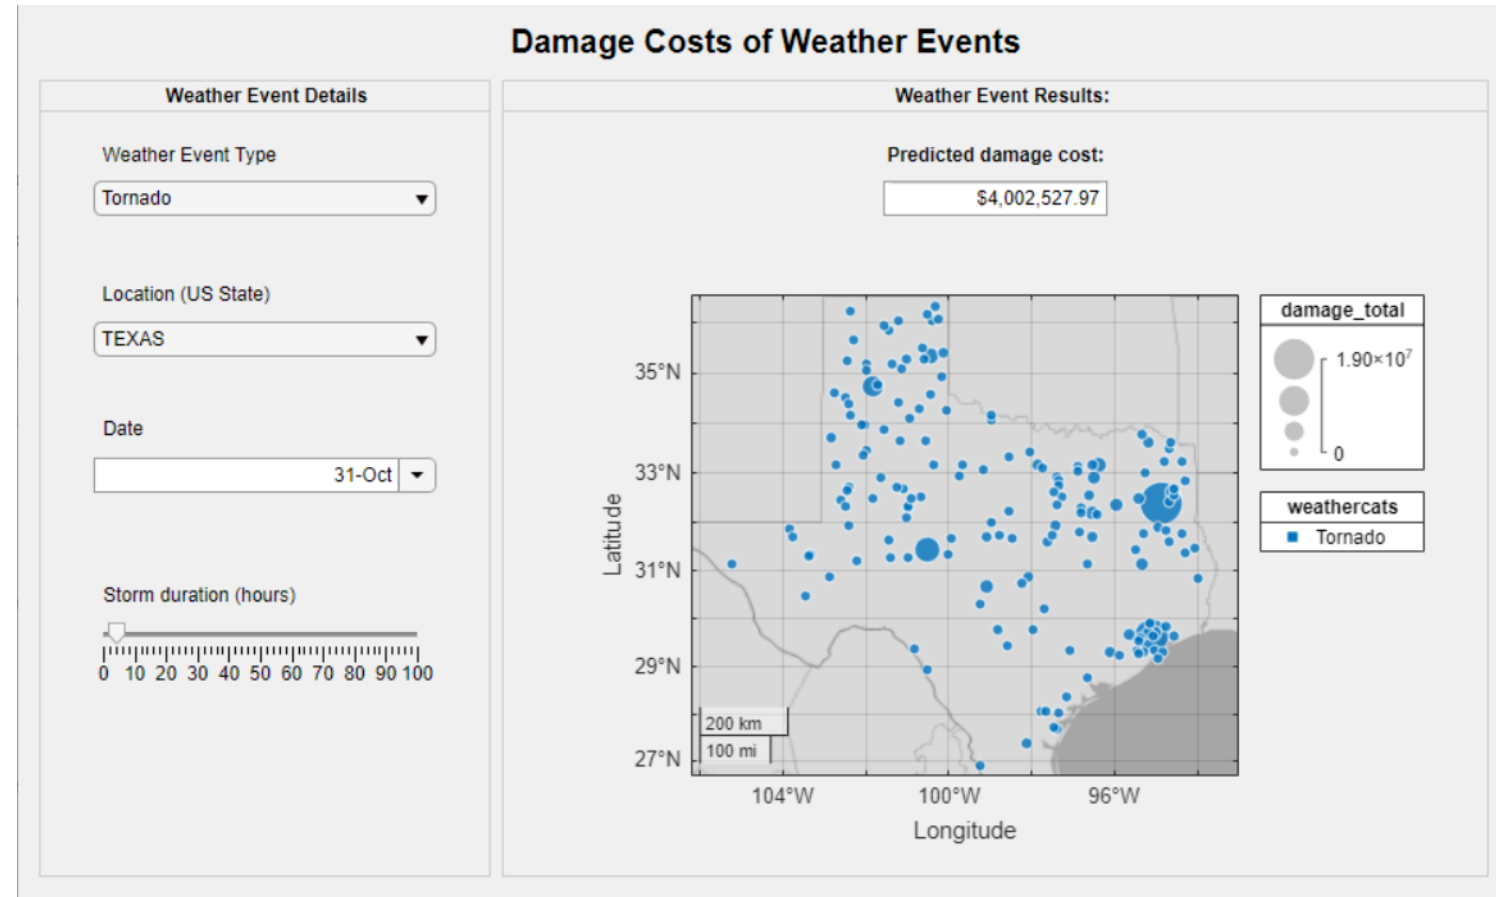 Damage Costs of Weather Events
Weather Event Details
Weather Event Type
Tornado
Location (US State)
TEXAS
Date
31-Oct
Storm duration (hours)
0 10 20 30 40 50 60 70 80 90 100
Weather Event Results:
Predicted damage cost:
$4,002,527.97
Latitude
35°N
33°N
31°N
29°N
27°N
200 km
100 mi
104°W 100°W 96°W
Longitude
damage_total
1.90×10⁷
0
weathercats
Tornado